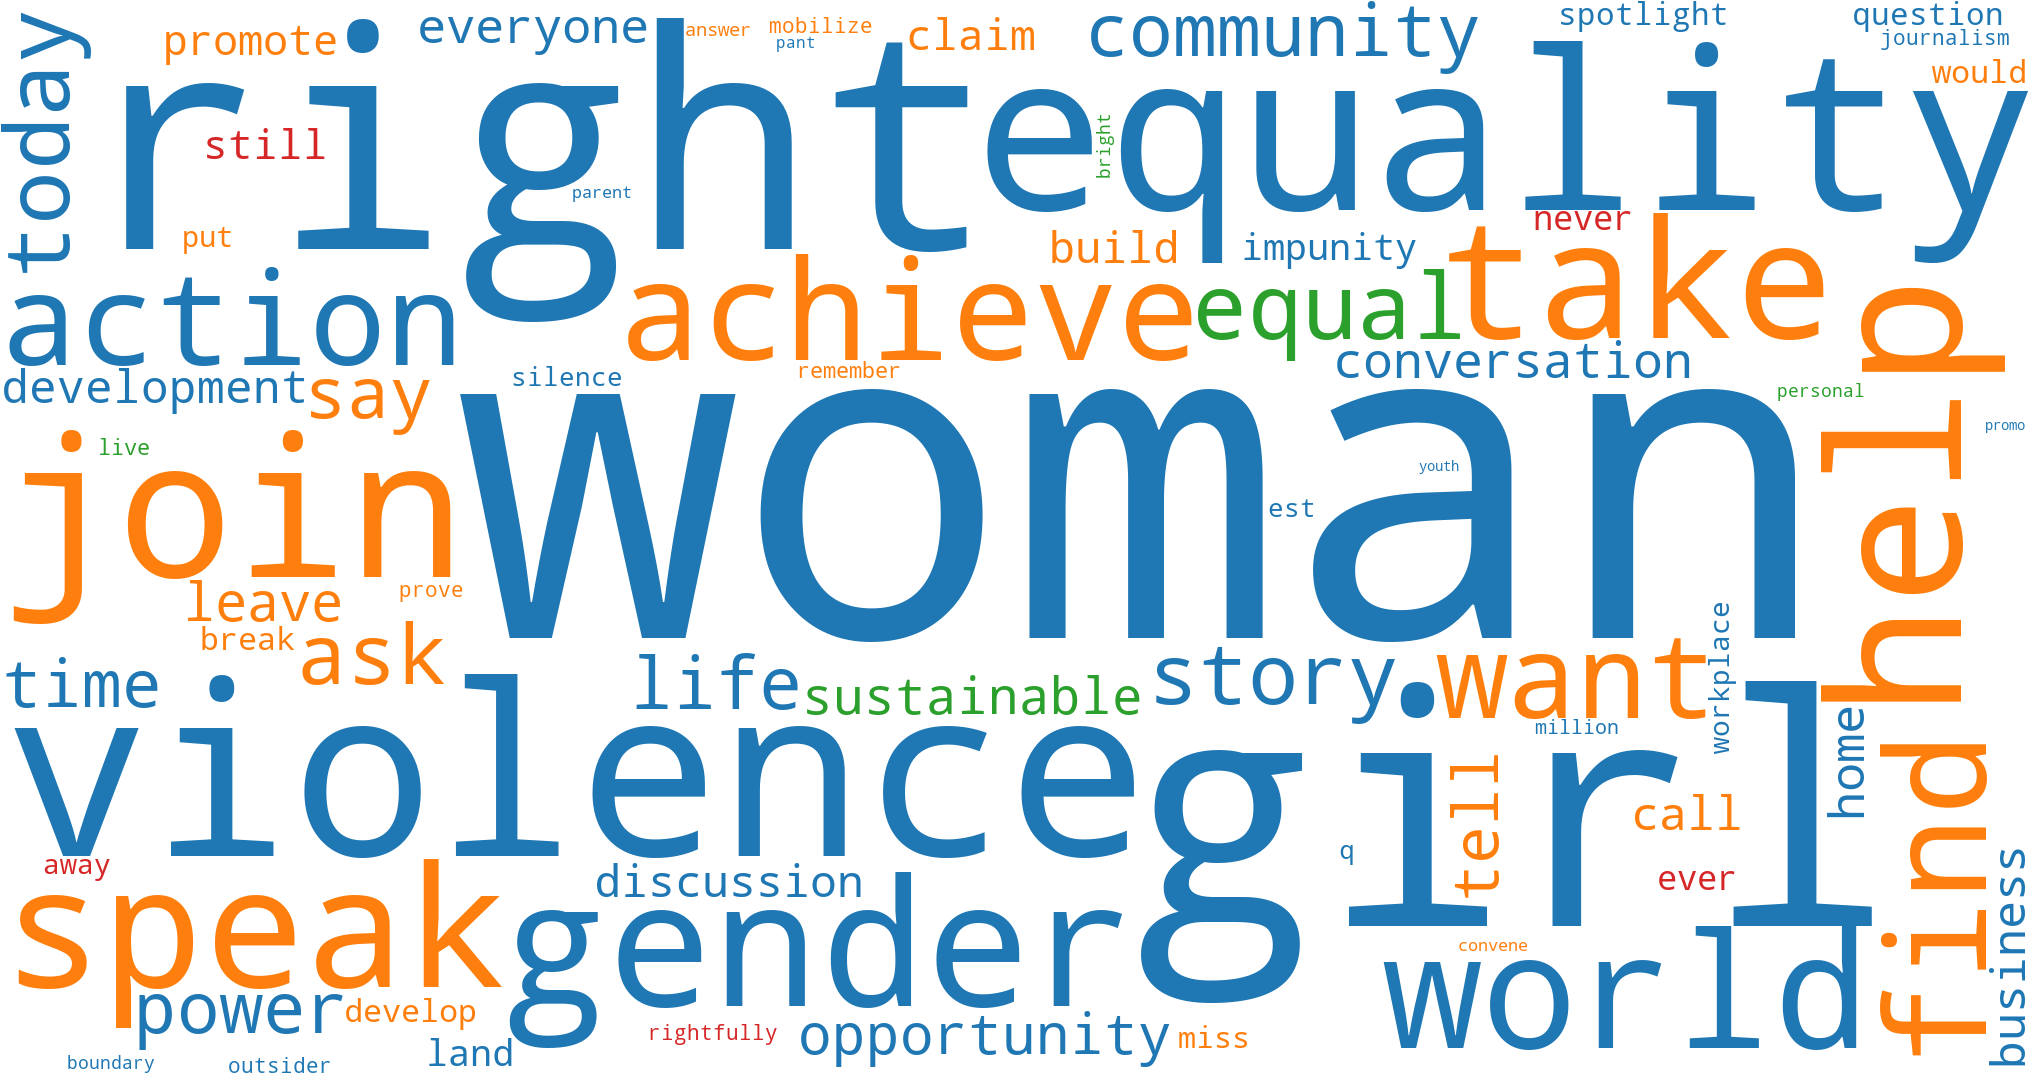 today
promote
everyone
answer
mobilize
pant
claim
community
spotlight
question
journalism
would
right
equality
still
bright
parent
put
never
build
impunity
take
action
achieve
equal
help
development
say
silence
remember
conversation
personal
promo
live
join
woman
youth
est
leave
prove
break
ask
time
life
sustainable
story
want
workplace
million
home
violence
girl
tell
call
find
q
away
ever
discussion
business
speak
gender
convene
world
power
develop
rightfully
opportunity
miss
land
boundary
outsider